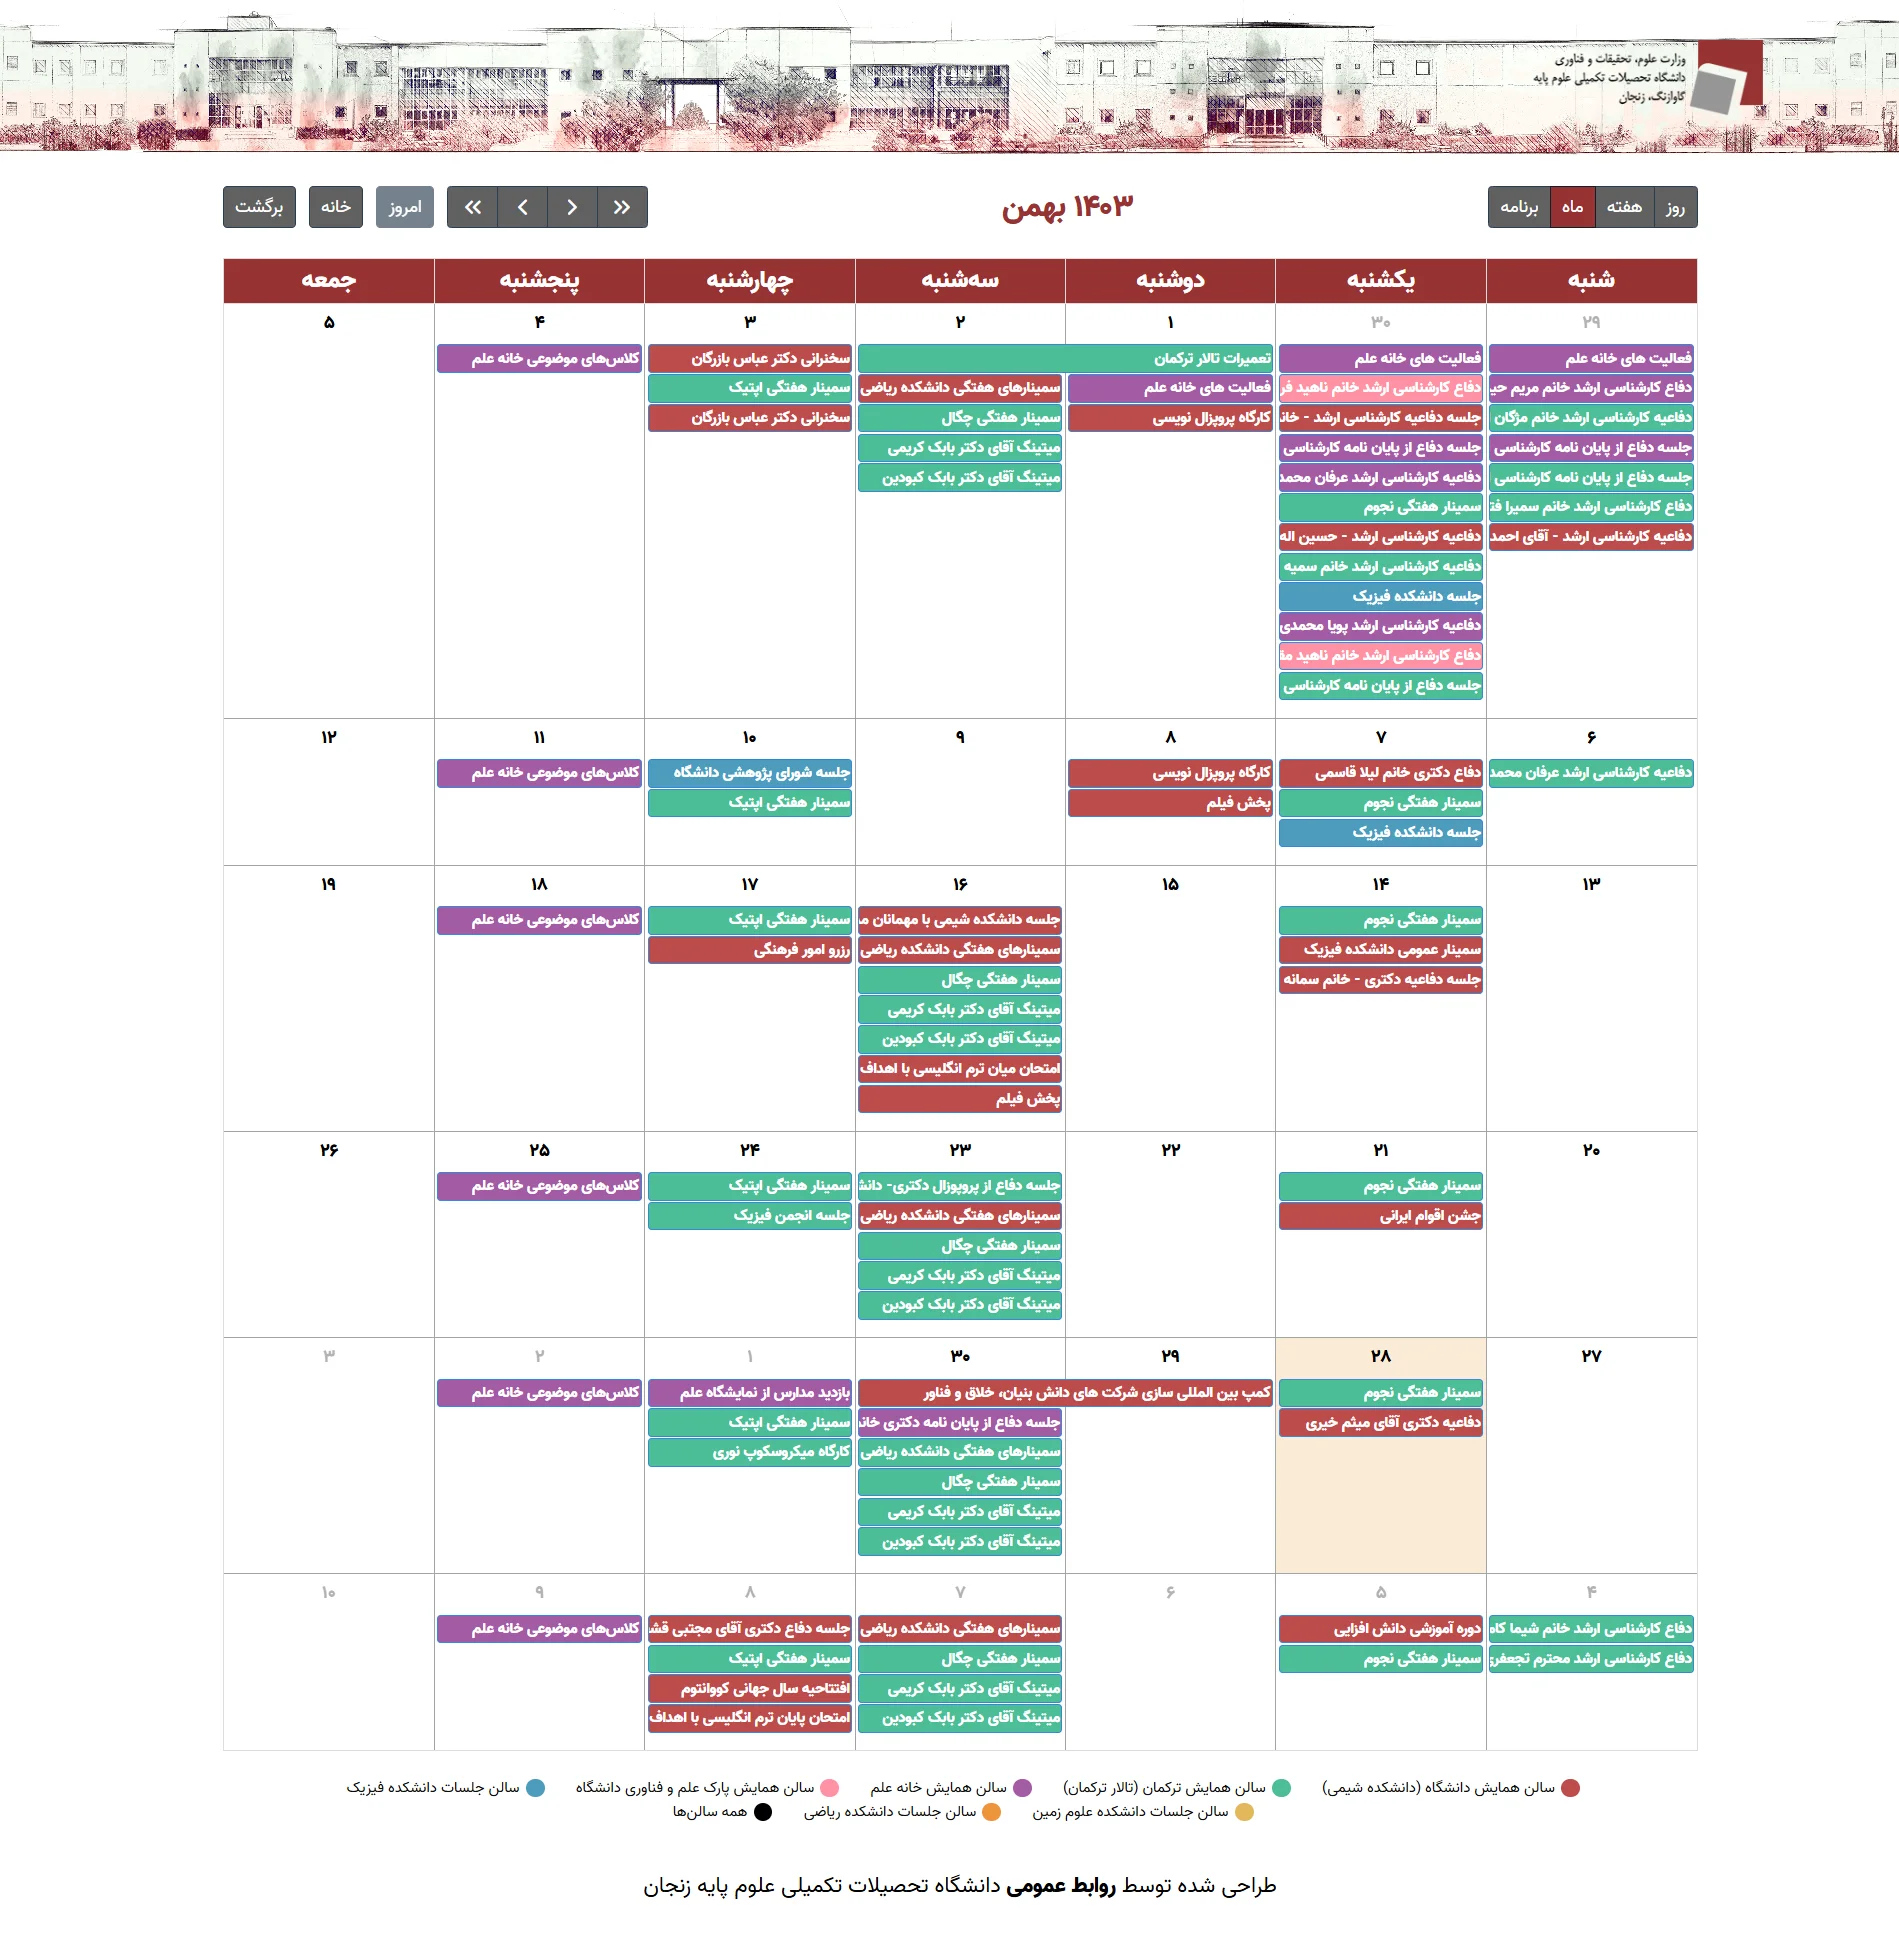 وزارت علوم، تحقیقات و فناوری
دانشگاه تحصیلات تکمیلی علوم پایه
گاوازنگ، زنجان
روز
هفته
ماه
برنامه
۱۴۰۳ بهمن
امروز
خانه
برگشت
شنبه
یکشنبه
دوشنبه
سه‌شنبه
چهارشنبه
پنجشنبه
جمعه
۲۹
فعالیت های خانه علم
دفاع کارشناسی ارشد خانم مریم حی
دفاعیه کارشناسی ارشد خانم مژگان
جلسه دفاع از پایان نامه کارشناسی
جلسه دفاع از پایان نامه کارشناسی
دفاع کارشناسی ارشد خانم سمیرا فت
دفاعیه کارشناسی ارشد - آقای احمد
۳۰
فعالیت های خانه علم
دفاع کارشناسی ارشد خانم ناهید فر
جلسه دفاعیه کارشناسی ارشد - خان
جلسه دفاع از پایان نامه کارشناسی
دفاعیه کارشناسی ارشد عرفان محمد
سمینار هفتگی نجوم
دفاعیه کارشناسی ارشد - حسین اله
دفاعیه کارشناسی ارشد خانم سمیه
جلسه دانشکده فیزیک
دفاعیه کارشناسی ارشد پویا محمدی
دفاع کارشناسی ارشد خانم ناهید مق
جلسه دفاع از پایان نامه کارشناسی
۱
تعمیرات تالار ترکمان
فعالیت های خانه علم
کارگاه پروپزال نویسی
۲
سمینارهای هفتگی دانشکده ریاضی
سمینار هفتگی چگال
میتینگ آقای دکتر بابک کریمی
میتینگ آقای دکتر بابک کبودین
۳
سخنرانی دکتر عباس بازرگان
سمینار هفتگی اپتیک
سخنرانی دکتر عباس بازرگان
۴
کلاس‌های موضوعی خانه علم
۵
۶
دفاعیه کارشناسی ارشد عرفان محمد
۷
دفاع دکتری خانم لیلا قاسمی
سمینار هفتگی نجوم
جلسه دانشکده فیزیک
۸
کارگاه پروپزال نویسی
پخش فیلم
۹
۱۰
جلسه شورای پژوهشی دانشگاه
سمینار هفتگی اپتیک
۱۱
کلاس‌های موضوعی خانه علم
۱۲
۱۳
۱۴
سمینار هفتگی نجوم
سمینار عمومی دانشکده فیزیک
جلسه دفاعیه دکتری - خانم سمانه
۱۵
۱۶
جلسه دانشکده شیمی با مهمانان مد
سمینارهای هفتگی دانشکده ریاضی
سمینار هفتگی چگال
میتینگ آقای دکتر بابک کریمی
میتینگ آقای دکتر بابک کبودین
امتحان میان ترم انگلیسی با اهداف
پخش فیلم
۱۷
سمینار هفتگی اپتیک
رزرو امور فرهنگی
۱۸
کلاس‌های موضوعی خانه علم
۱۹
۲۰
۲۱
سمینار هفتگی نجوم
جشن اقوام ایرانی
۲۲
۲۳
جلسه دفاع از پروپوزال دکتری- دانش
سمینارهای هفتگی دانشکده ریاضی
سمینار هفتگی چگال
میتینگ آقای دکتر بابک کریمی
میتینگ آقای دکتر بابک کبودین
۲۴
سمینار هفتگی اپتیک
جلسه انجمن فیزیک
۲۵
کلاس‌های موضوعی خانه علم
۲۶
۲۷
۲۸
سمینار هفتگی نجوم
دفاعیه دکتری آقای میثم خیری
۲۹
کمپ بین المللی سازی شرکت های دانش بنیان، خلاق و فناور
۳۰
جلسه دفاع از پایان نامه دکتری خان
سمینارهای هفتگی دانشکده ریاضی
سمینار هفتگی چگال
میتینگ آقای دکتر بابک کریمی
میتینگ آقای دکتر بابک کبودین
۱
بازدید مدارس از نمایشگاه علم
سمینار هفتگی اپتیک
کارگاه میکروسکوپ نوری
۲
کلاس‌های موضوعی خانه علم
۳
۴
دفاع کارشناسی ارشد خانم شیما کام
دفاع کارشناسی ارشد محترم تجعفری
۵
دوره آموزشی دانش افزایی
سمینار هفتگی نجوم
۶
۷
سمینارهای هفتگی دانشکده ریاضی
سمینار هفتگی چگال
میتینگ آقای دکتر بابک کریمی
میتینگ آقای دکتر بابک کبودین
۸
جلسه دفاع دکتری آقای مجتبی قش
سمینار هفتگی اپتیک
افتتاحیه سال جهانی کووانتوم
امتحان پایان ترم انگلیسی با اهداف
۹
کلاس‌های موضوعی خانه علم
۱۰
سالن همایش دانشگاه (دانشکده شیمی)
سالن همایش ترکمان (تالار ترکمان)
سالن همایش خانه علم
سالن همایش پارک علم و فناوری دانشگاه
سالن جلسات دانشکده فیزیک
سالن جلسات دانشکده علوم زمین
سالن جلسات دانشکده ریاضی
همه سالن‌ها
طراحی شده توسط روابط عمومی دانشگاه تحصیلات تکمیلی علوم پایه زنجان